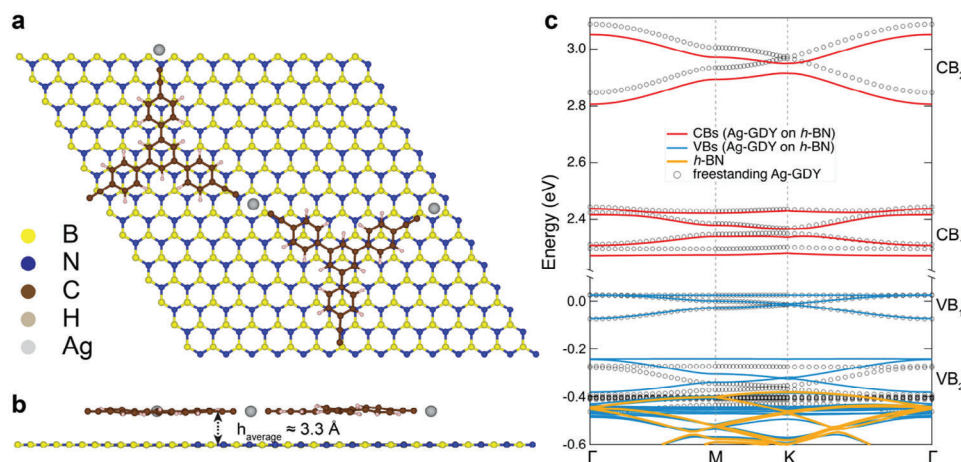 a
B
N
C
H
Ag
b
h average ≈ 3.3 Å
c
Energy (eV)
3.0
2.8
2.6
2.4
0.0
-0.2
-0.4
-0.6
Γ
M
K
Γ
CBs (Ag-GDY on h-BN)
VBs (Ag-GDY on h-BN)
h-BN
freestanding Ag-GDY
CB
CB
VB
VB